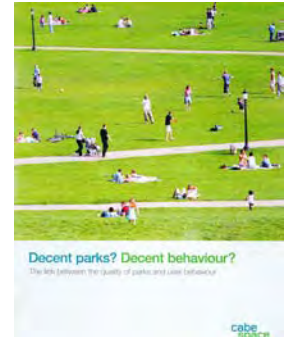 Decent parks? Decent behaviour?
The link between the quality of parks and user behaviour
cabe
space